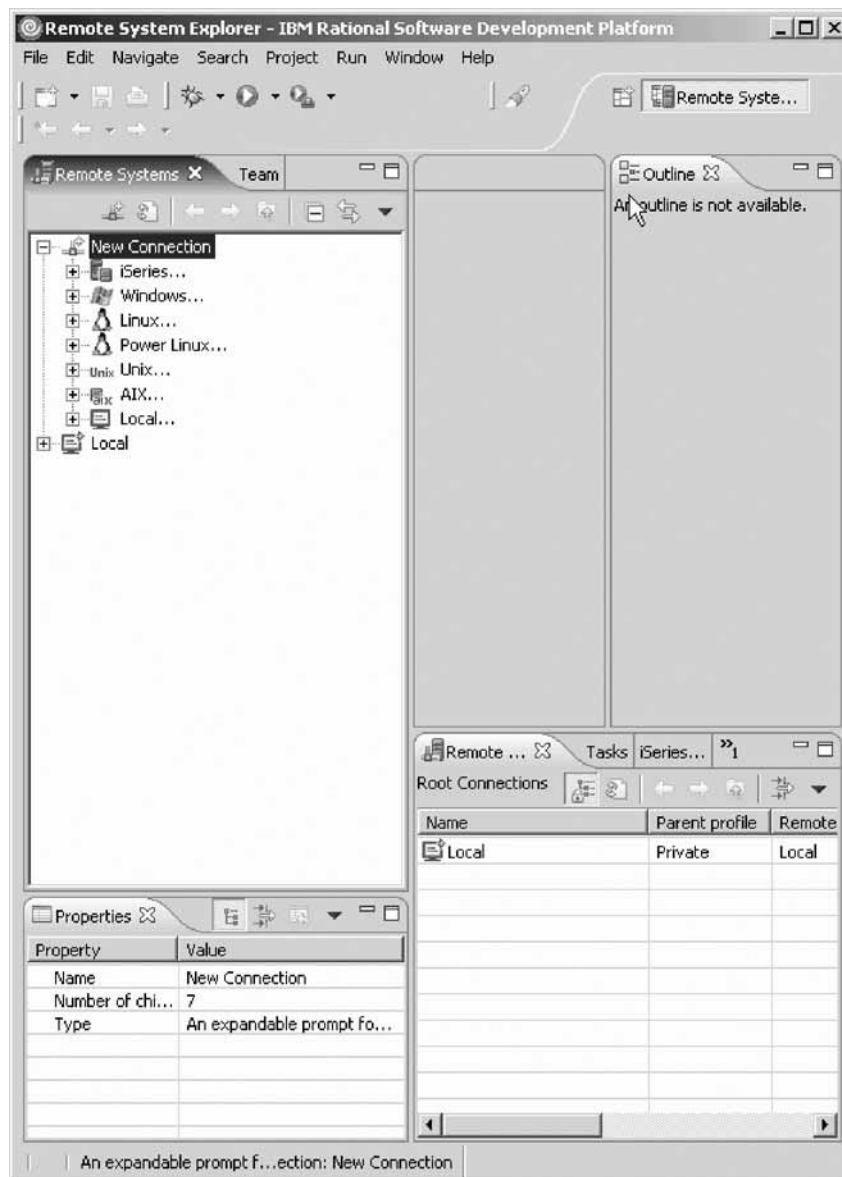 Remote System Explorer - IBM Rational Software Development Platform
File Edit Navigate Search Project Run Window Help
Remote Syste...
Remote Systems Team
Outline
An outline is not available.
New Connection
iSeries...
Windows...
Linux...
Power Linux...
Unix Unix...
aix AIX...
Local...
Local
Remote ... Tasks iSeries... »1
Root Connections
Name Parent profile Remote
Local Private Local
Properties
Property Value
Name New Connection
Number of chi... 7
Type An expandable prompt fo...
An expandable prompt f...ection: New Connection